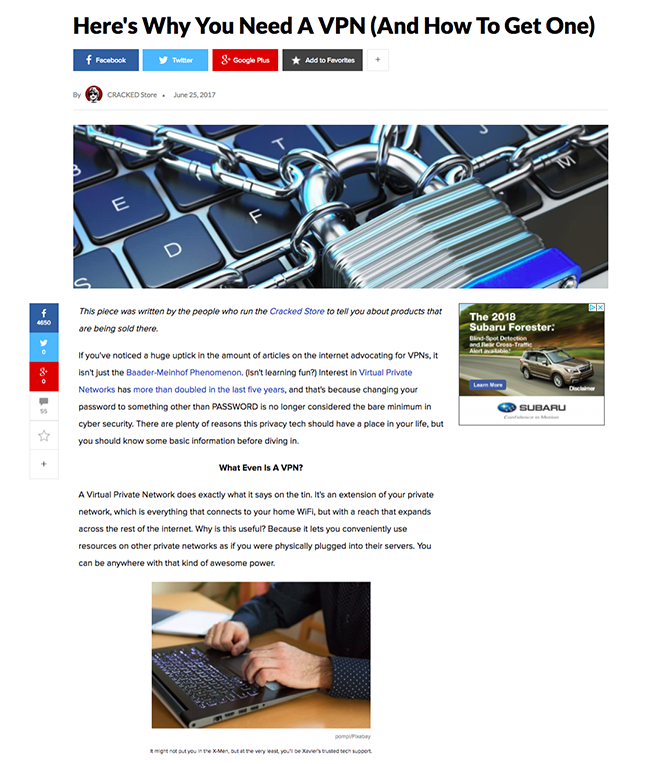 Here's Why You Need A VPN (And How To Get One)
Facebook Twitter Google Plus Add to Favorites +
By CRACKED Store • June 25, 2017
T J
E M
D F
4650
0
0
55
+
This piece was written by the people who run the Cracked Store to tell you about products that
are being sold there.
If you've noticed a huge uptick in the amount of articles on the internet advocating for VPNs, it
isn't just the Baader-Meinhof Phenomenon. (Isn't learning fun?) Interest in Virtual Private
Networks has more than doubled in the last five years, and that's because changing your
password to something other than PASSWORD is no longer considered the bare minimum in
cyber security. There are plenty of reasons this privacy tech should have a place in your life, but
you should know some basic information before diving in.
The 2018
Subaru Forester.
Blind-Spot Detection
and Rear Cross-Traffic
Alert available.
Learn More
Disclaimer
SUBARU
Confidence in Motion
What Even Is A VPN?
A Virtual Private Network does exactly what it says on the tin. It's an extension of your private
network, which is everything that connects to your home WiFi, but with a reach that expands
across the rest of the internet. Why is this useful? Because it lets you conveniently use
resources on other private networks as if you were physically plugged into their servers. You
can be anywhere with that kind of awesome power.
pompi/Pixabay
It might not put you in the X-Men, but at the very least, you'll be Xavier's trusted tech support.